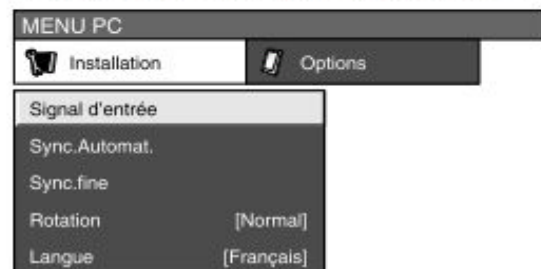 MENU PC
Installation
Options
Signal d'entrée
Sync.Automat.
Sync.fine
Rotation [Normal]
Langue [Français]